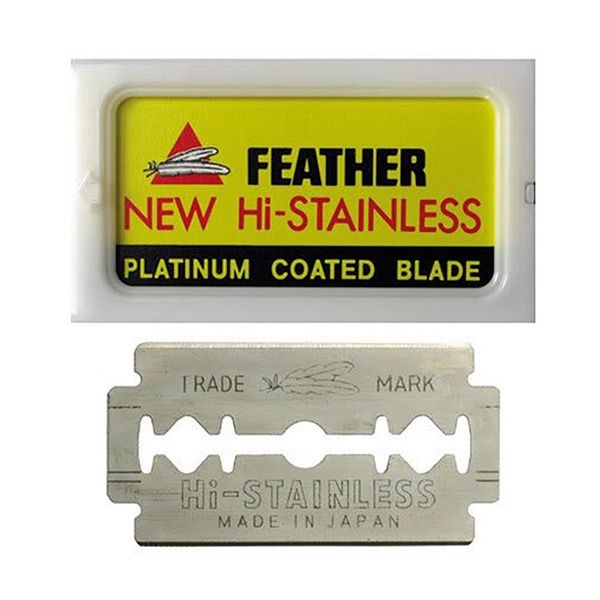 FEATHER
NEW Hi-STAINLESS
PLATINUM COATED BLADE
TRADE MARK
Hi-STAINLESS
MADE IN JAPAN